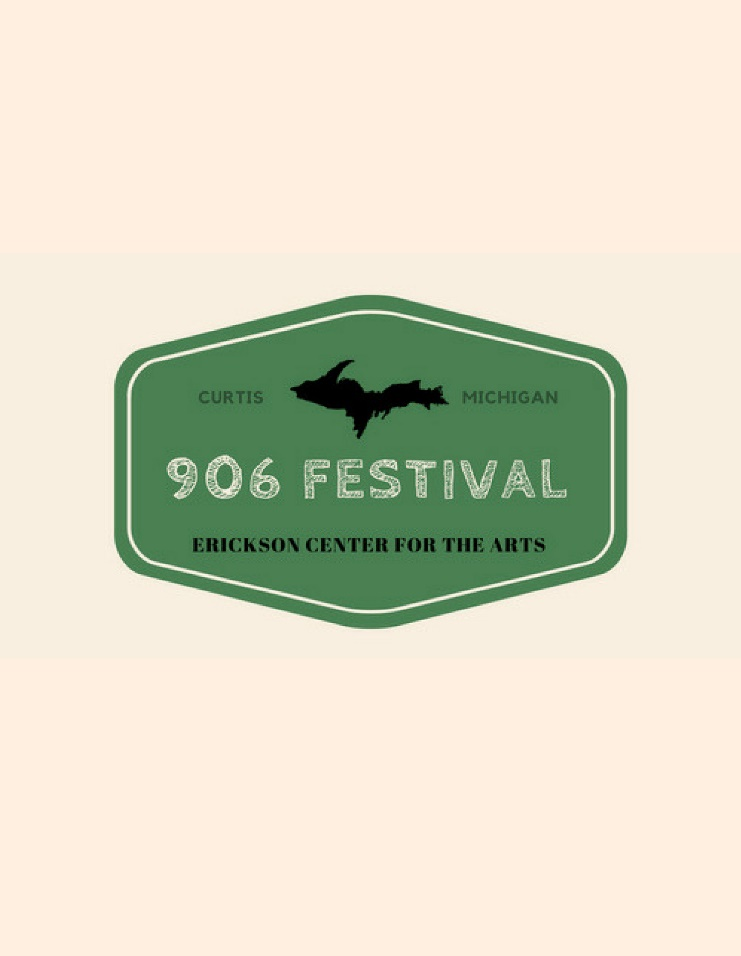 CURTIS MICHIGAN
906 FESTIVAL
ERICKSON CENTER FOR THE ARTS